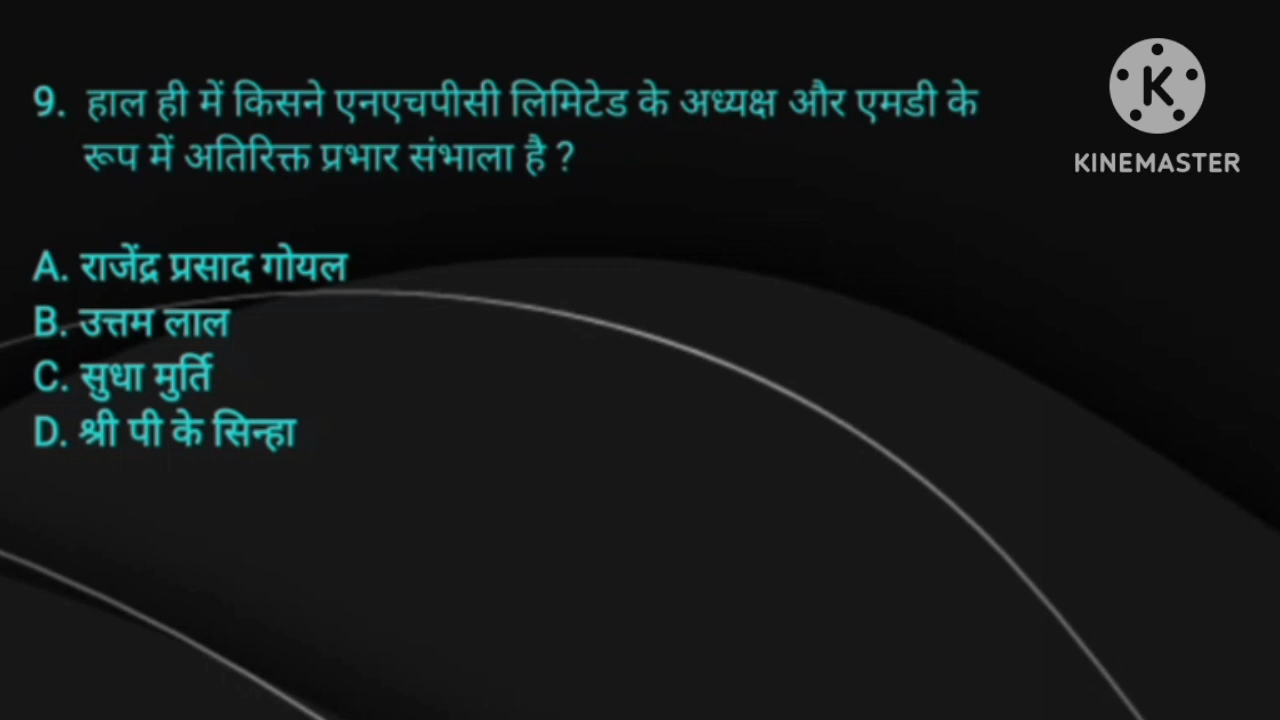 9. हाल ही में किसने एनएचपीसी लिमिटेड के अध्यक्ष और एमडी के
रूप में अतिरिक्त प्रभार संभाला है ?
A. राजेंद्र प्रसाद गोयल
B. उत्तम लाल
C. सुधा मुर्ति
D. श्री पी के सिन्हा
K
KINEMASTER